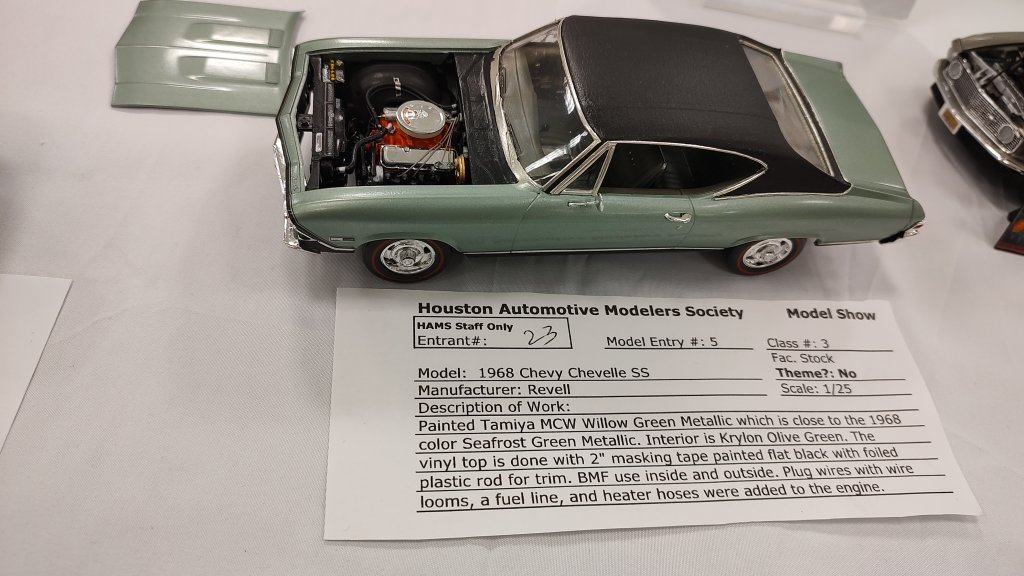 Houston Automotive Modelers Society Model Show
HAMS Staff Only
Entrant#: 23
Model Entry #: 5
Class #: 3
Fac. Stock
Model: 1968 Chevy Chevelle SS
Theme?: No
Manufacturer: Revell
Scale: 1/25
Description of Work:
Painted Tamiya MCW Willow Green Metallic which is close to the 1968
color Seafrost Green Metallic. Interior is Krylon Olive Green. The
vinyl top is done with 2" masking tape painted flat black with foiled
plastic rod for trim. BMF use inside and outside. Plug wires with wire
looms, a fuel line, and heater hoses were added to the engine.